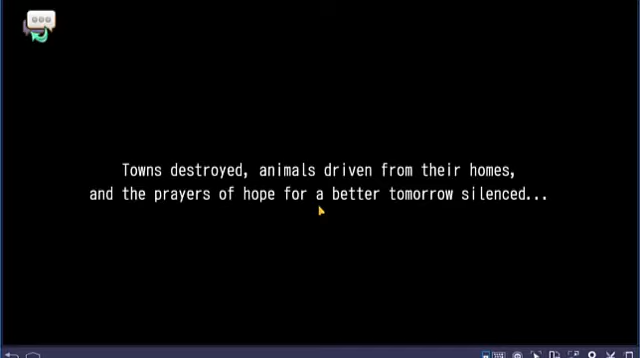 Towns destroyed, animals driven from their homes,
and the prayers of hope for a better tomorrow silenced...